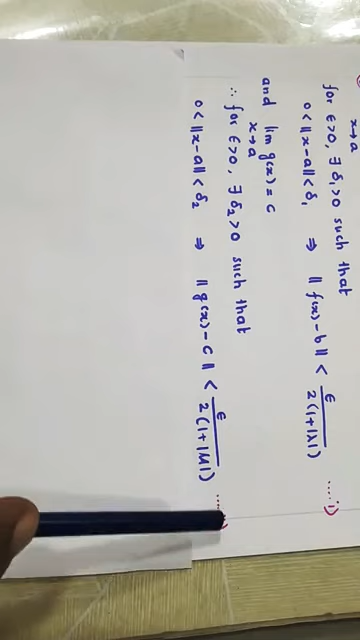 x→a
for ε>0, ∃ δ₁>0 such that
0<||x-a||<δ₁ ⇒ ||f(x)-b|| < ε/2(1+|λ|) ....i)
and lim g(x) = c
x→a
∴ for ε>0, ∃ δ₂>0 such that
0<||x-a||<δ₂ ⇒ ||g(x)-c|| < ε/2(1+|μ|)